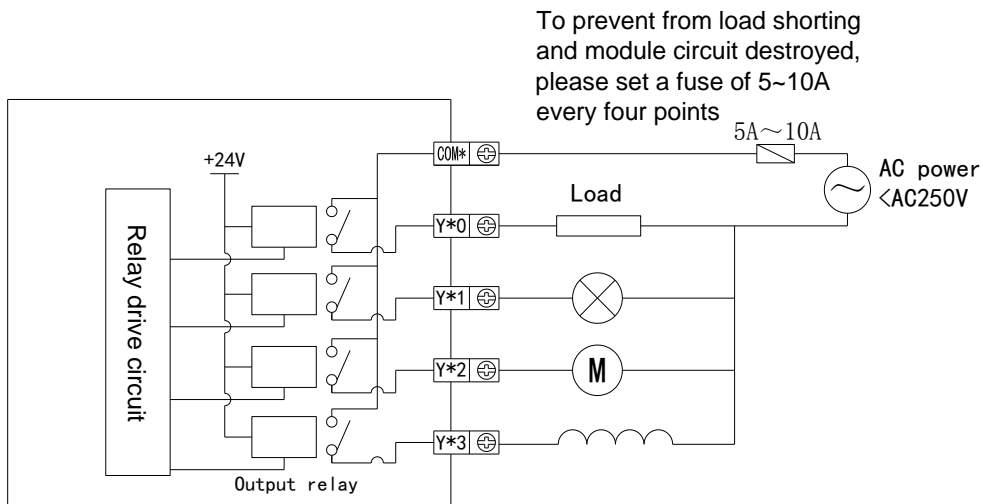 To prevent from load shorting
and module circuit destroyed,
please set a fuse of 5~10A
every four points
5A～10A
COM*
+24V
AC power
<AC250V
Load
Y*0
Relay drive circuit
Y*1
Y*2
M
Y*3
Output relay